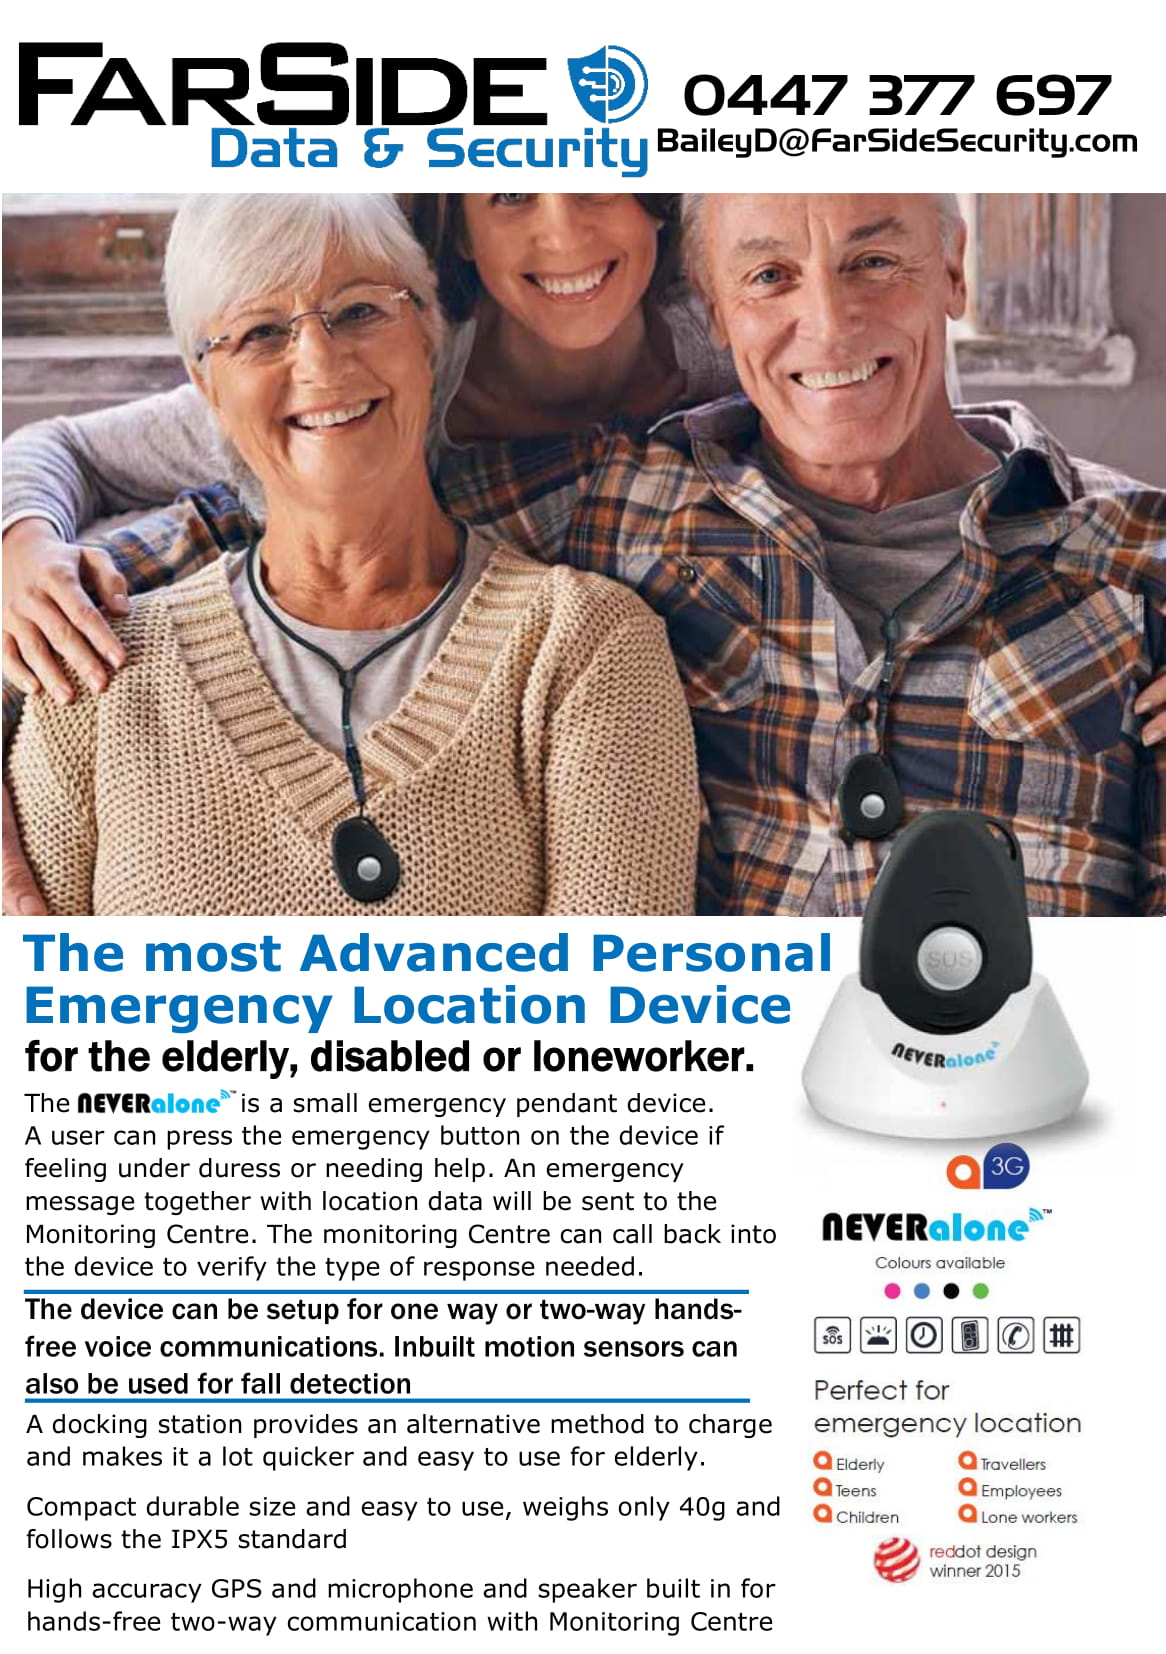 FARSIDE
Data & Security
0447 377 697
BaileyD@FarSideSecurity.com
The most Advanced Personal
Emergency Location Device
for the elderly, disabled or loneworker.
The NEVERalone™ is a small emergency pendant device.
A user can press the emergency button on the device if
feeling under duress or needing help. An emergency
message together with location data will be sent to the
Monitoring Centre. The monitoring Centre can call back into
the device to verify the type of response needed.
The device can be setup for one way or two-way hands-
free voice communications. Inbuilt motion sensors can
also be used for fall detection
A docking station provides an alternative method to charge
and makes it a lot quicker and easy to use for elderly.
Compact durable size and easy to use, weighs only 40g and
follows the IPX5 standard
High accuracy GPS and microphone and speaker built in for
hands-free two-way communication with Monitoring Centre
SOS
NEVERalone
a 3G
NEVERalone™
Colours available
SOS
Perfect for
emergency location
Elderly
Travellers
Teens
Employees
Children
Lone workers
reddot design
winner 2015